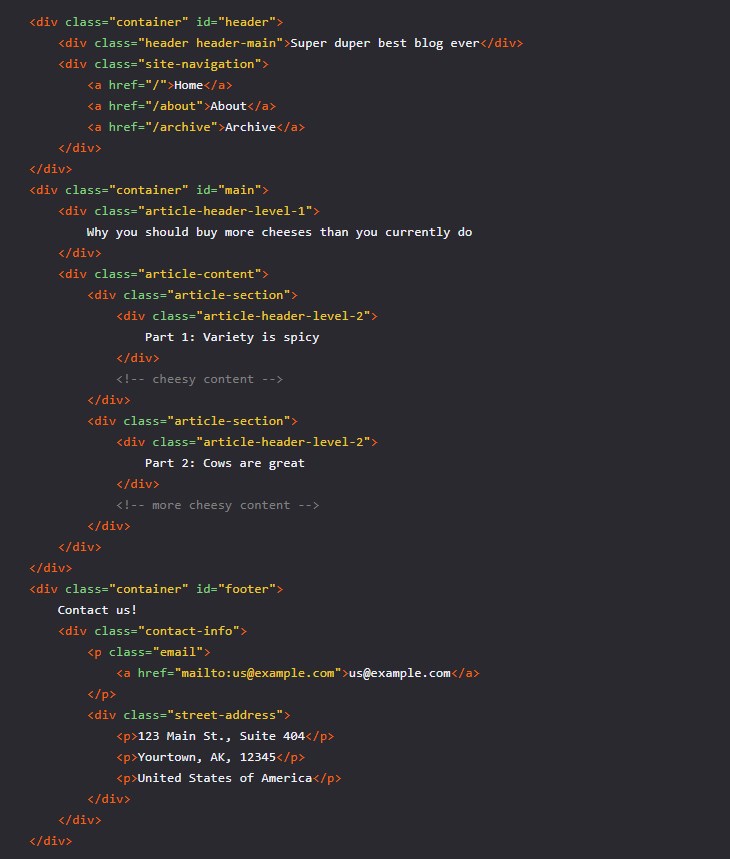 <div class="container" id="header">
    <div class="header header-main">Super duper best blog ever</div>
    <div class="site-navigation">
        <a href="/">Home</a>
        <a href="/about">About</a>
        <a href="/archive">Archive</a>
    </div>
</div>
<div class="container" id="main">
    <div class="article-header-level-1">
        Why you should buy more cheeses than you currently do
    </div>
    <div class="article-content">
        <div class="article-section">
            <div class="article-header-level-2">
                Part 1: Variety is spicy
            </div>
            <!-- cheesy content -->
        </div>
        <div class="article-section">
            <div class="article-header-level-2">
                Part 2: Cows are great
            </div>
            <!-- more cheesy content -->
        </div>
    </div>
</div>
<div class="container" id="footer">
    Contact us!
    <div class="contact-info">
        <p class="email">
            <a href="mailto:us@example.com">us@example.com</a>
        </p>
        <div class="street-address">
            <p>123 Main St., Suite 404</p>
            <p>Yourtown, AK, 12345</p>
            <p>United States of America</p>
        </div>
    </div>
</div>